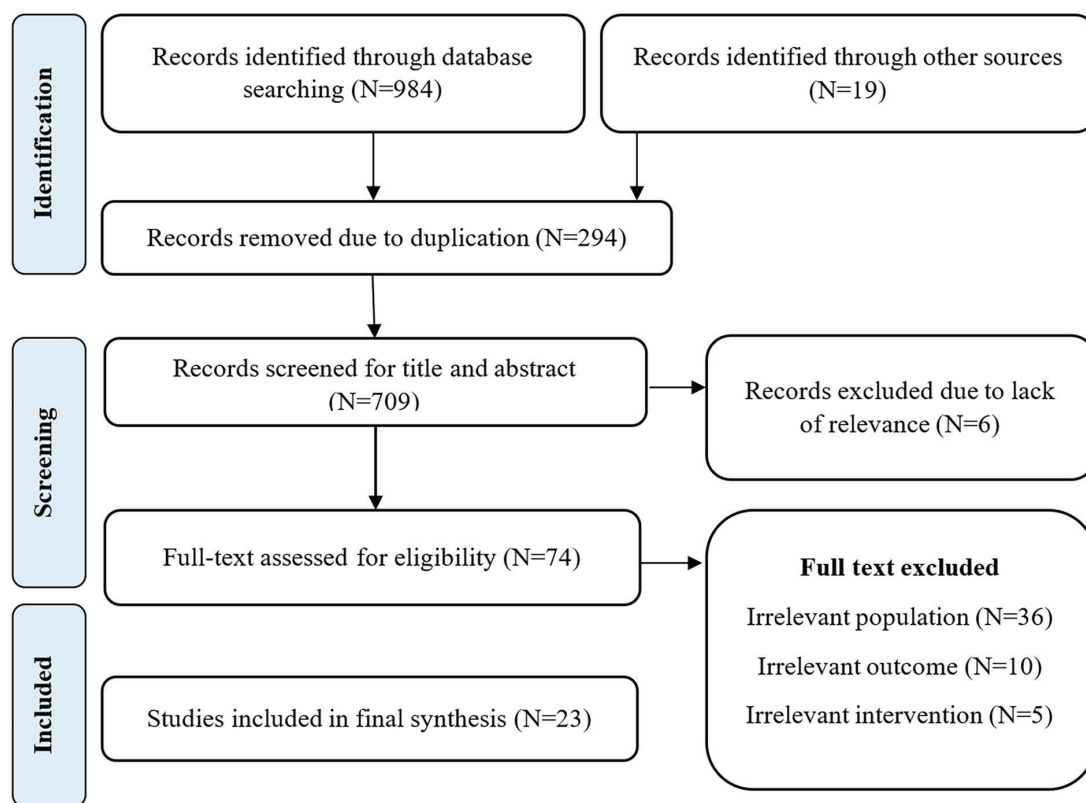 Identification
Records identified through database
searching (N=984)
Records identified through other sources
(N=19)
Records removed due to duplication (N=294)
Screening
Records screened for title and abstract
(N=709)
Records excluded due to lack
of relevance (N=6)
Full-text assessed for eligibility (N=74)
Full text excluded
Irrelevant population (N=36)
Irrelevant outcome (N=10)
Irrelevant intervention (N=5)
Included
Studies included in final synthesis (N=23)